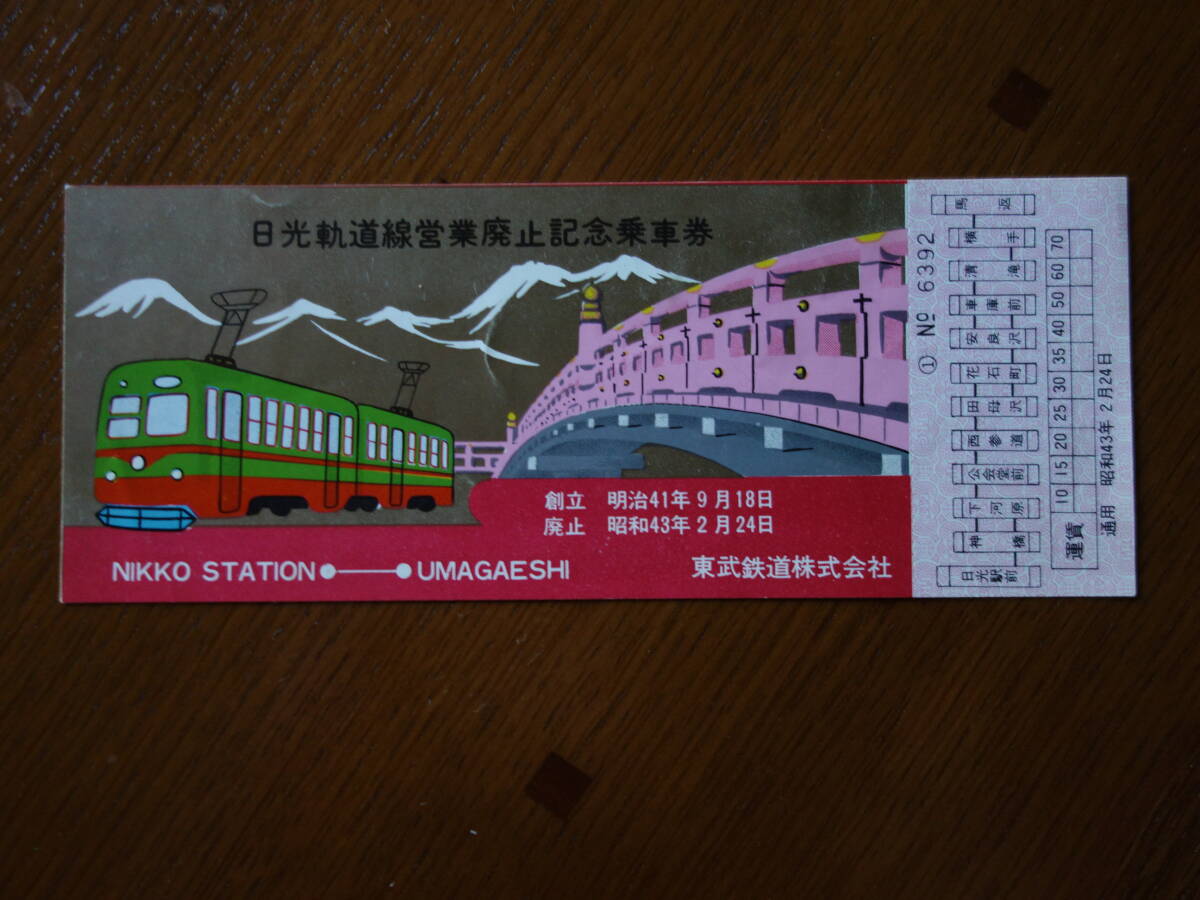 日光軌道線営業廃止記念乗車券
創立 明治41年9月18日
廃止 昭和43年2月24日
NIKKO STATION UMAGAESHI
東武鉄道株式会社
① No 6392
馬返
横手
清滝
車庫前
安良沢
花石町
田母沢
西参道
公会堂前
下河原
神橋
日光駅前
運賃 10 15 20 25 30 35 40 50 60 70
通用 昭和43年2月24日